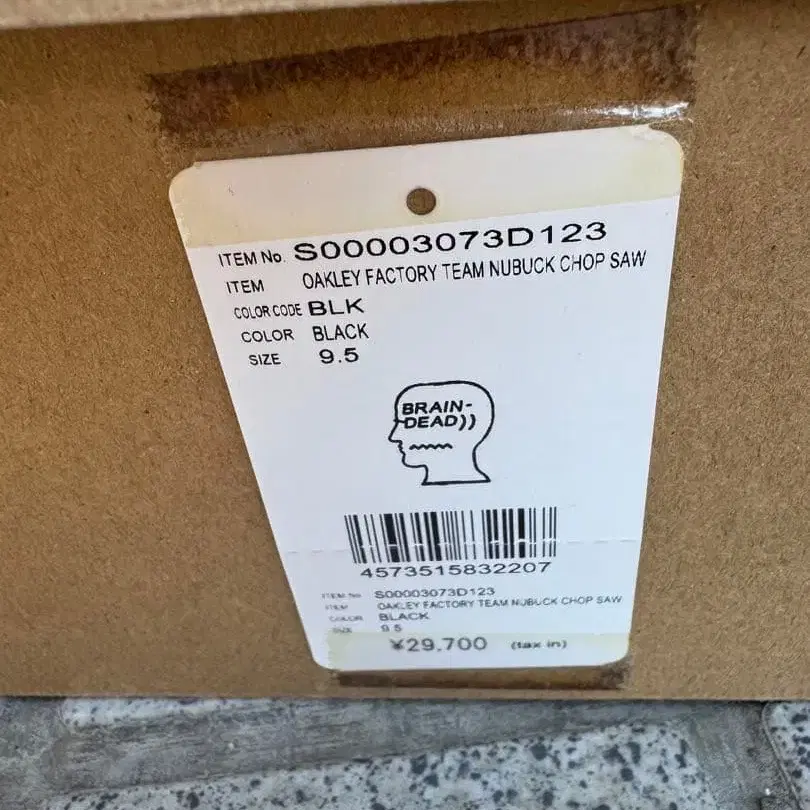 ITEM No. S00003073D123
ITEM OAKLEY FACTORY TEAM NUBUCK CHOP SAW
COLOR CODE BLK
COLOR BLACK
SIZE 9.5
BRAIN-
DEAD))
4573515832207
ITEM No S00003073D123
ITEM OAKLEY FACTORY TEAM NUBUCK CHOP SAW
COLOR BLACK
SIZE 9.5
¥29,700 (tax in)